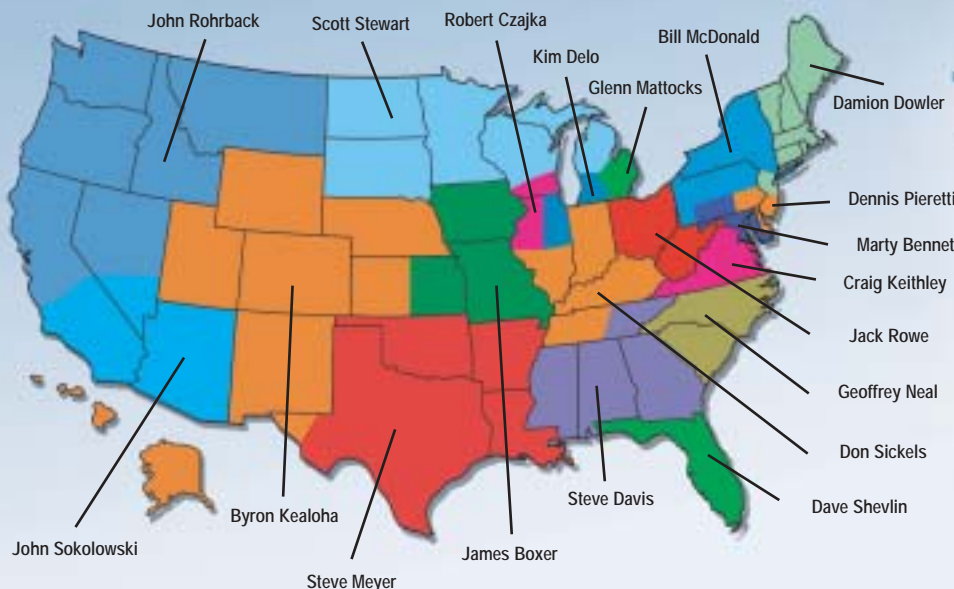 John Rohrback
Scott Stewart
Robert Czajka
Kim Delo
Bill McDonald
Glenn Mattocks
Damion Dowler
Dennis Pieretti
Marty Bennet
Craig Keithley
Jack Rowe
Geoffrey Neal
Don Sickels
Dave Shevlin
Steve Davis
Byron Kealoha
John Sokolowski
James Boxer
Steve Meyer